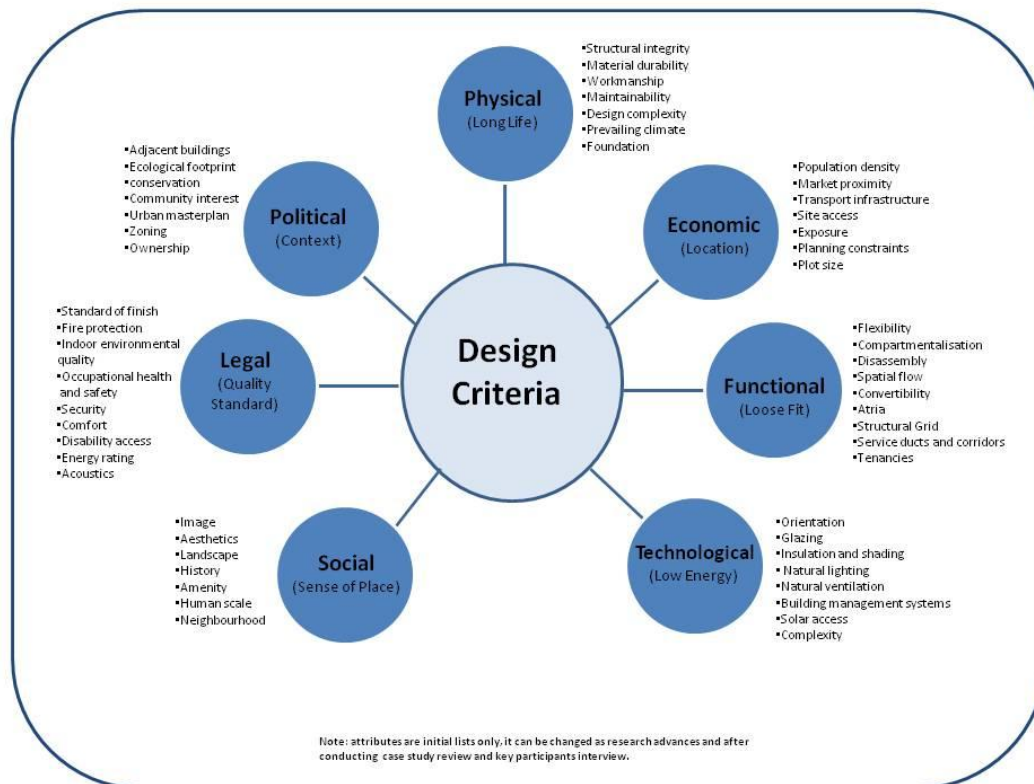 Design
Criteria
Physical
(Long Life)
▪Structural integrity
▪Material durability
▪Workmanship
▪Maintainability
▪Design complexity
▪Prevailing climate
▪Foundation
Economic
(Location)
▪Population density
▪Market proximity
▪Transport infrastructure
▪Site access
▪Exposure
▪Planning constraints
▪Plot size
Functional
(Loose Fit)
▪Flexibility
▪Compartmentalisation
▪Disassembly
▪Spatial flow
▪Convertibility
▪Atria
▪Structural Grid
▪Service ducts and corridors
▪Tenancies
Technological
(Low Energy)
▪Orientation
▪Glazing
▪Insulation and shading
▪Natural lighting
▪Natural ventilation
▪Building management systems
▪Solar access
▪Complexity
Social
(Sense of Place)
▪Image
▪Aesthetics
▪Landscape
▪History
▪Amenity
▪Human scale
▪Neighbourhood
Legal
(Quality
Standard)
▪Standard of finish
▪Fire protection
▪Indoor environmental
quality
▪Occupational health
and safety
▪Security
▪Comfort
▪Disability access
▪Energy rating
▪Acoustics
Political
(Context)
▪Adjacent buildings
▪Ecological footprint
▪conservation
▪Community interest
▪Urban masterplan
▪Zoning
▪Ownership
Note: attributes are initial lists only, it can be changed as research advances and after
conducting case study review and key participants interview.